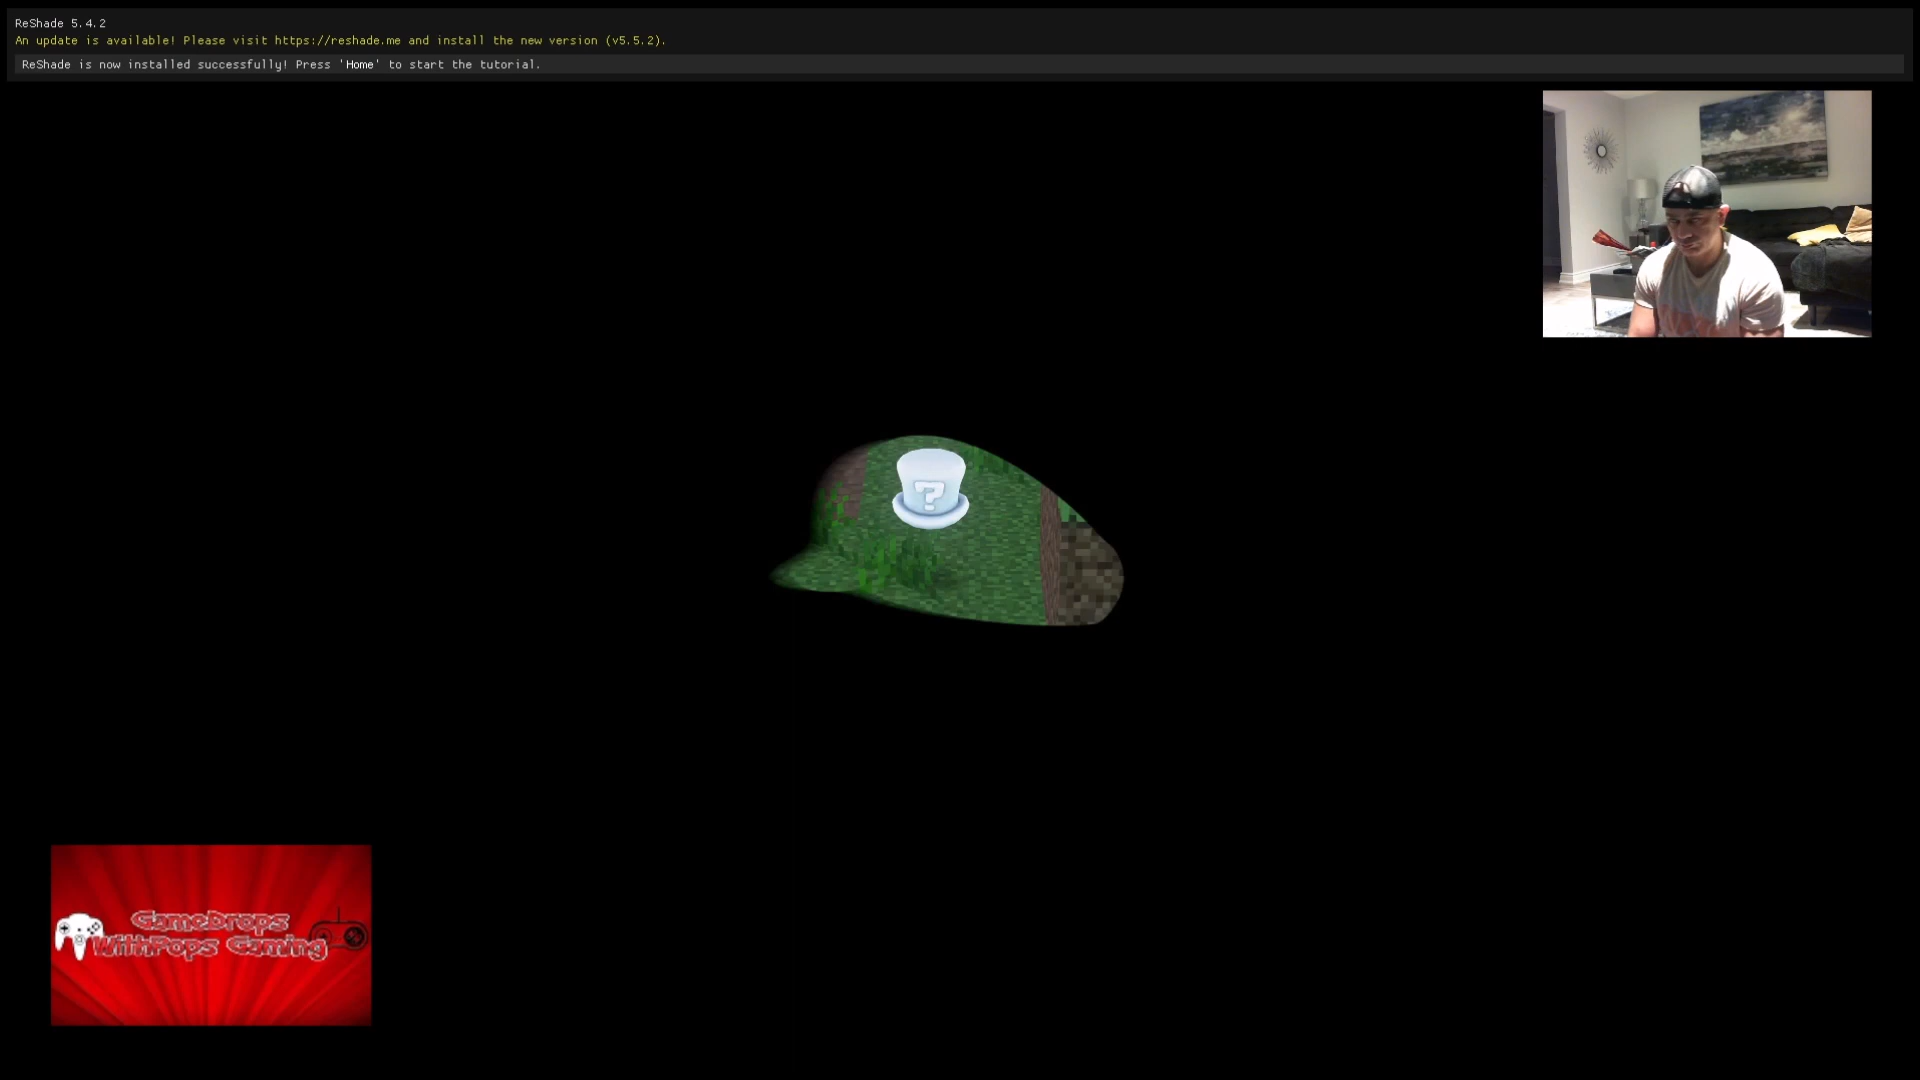 ReShade 5.4.2
An update is available! Please visit https://reshade.me and install the new version (v5.5.2).
ReShade is now installed successfully! Press 'Home' to start the tutorial.
?
GameDrops
WithPops Gaming